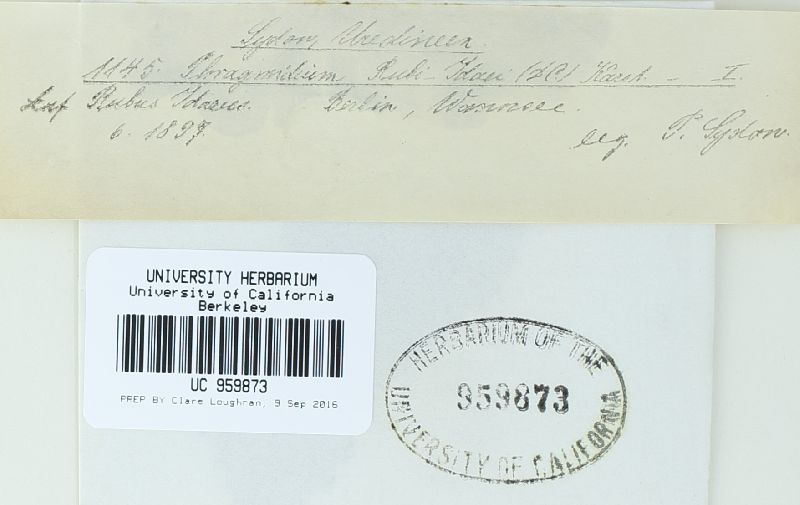 Sydow, Uredineen.
1145. Phragmidium Rubi-Idaei (DC) Karst. — I.
auf Rubus Idaeus. Berlin, Wannsee.
6. 1897.
leg. P. Sydow.
UNIVERSITY HERBARIUM
University of California
Berkeley
UC 959873
PREP BY Clare Loughran, 9 Sep 2016
HERBARIUM OF THE
959873
UNIVERSITY OF CALIFORNIA